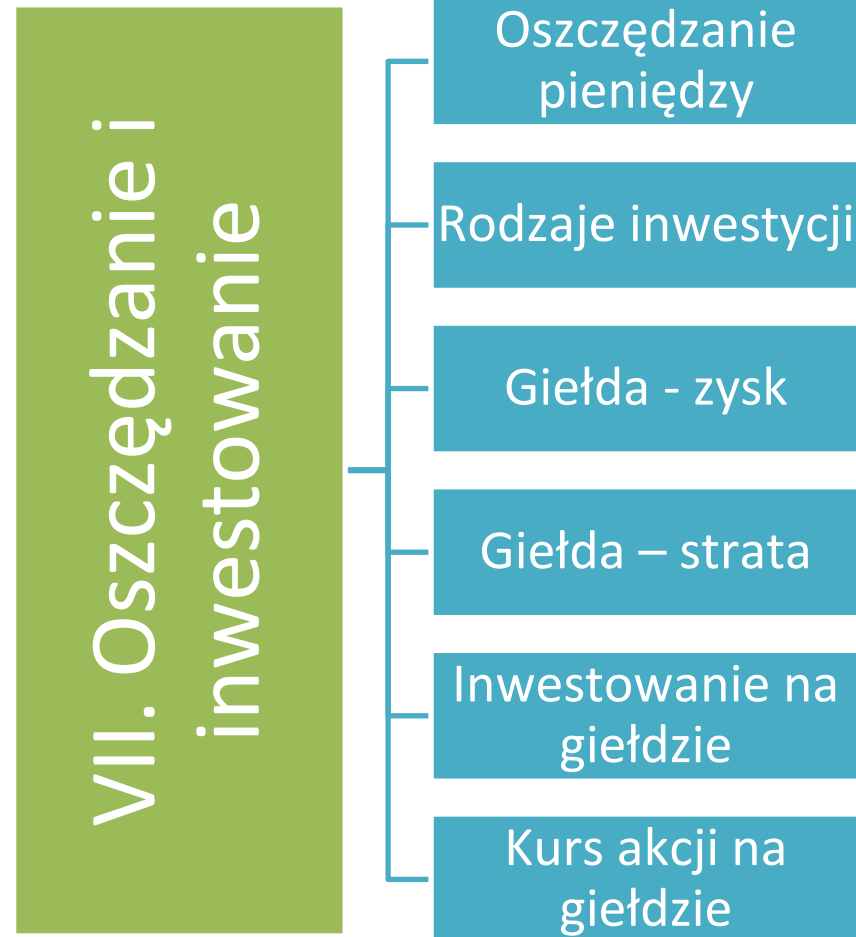 VII. Oszczędzanie i
inwestowanie
Oszczędzanie
pieniędzy
Rodzaje inwestycji
Giełda - zysk
Giełda – strata
Inwestowanie na
giełdzie
Kurs akcji na
giełdzie